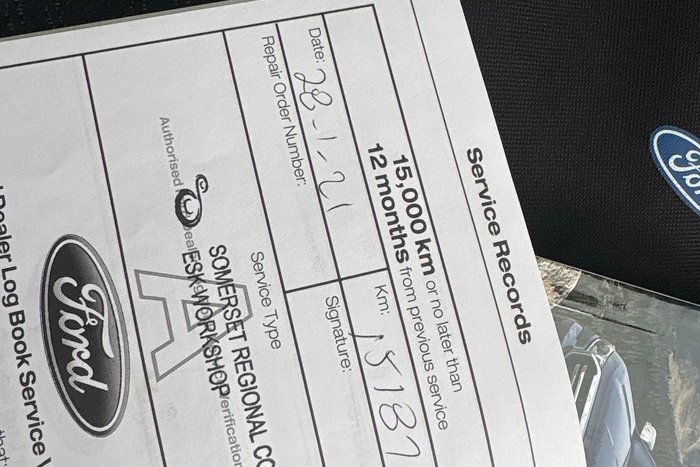 Service Records
15,000 km or no later than
12 months from previous service
Date: 28-1-21
Km: 15187
Repair Order Number:
Signature:
Service Type
SOMERSET REGIONAL CO
ESK WORKSHOP
Authorised
A
Ford
Dealer Log Book Service
that